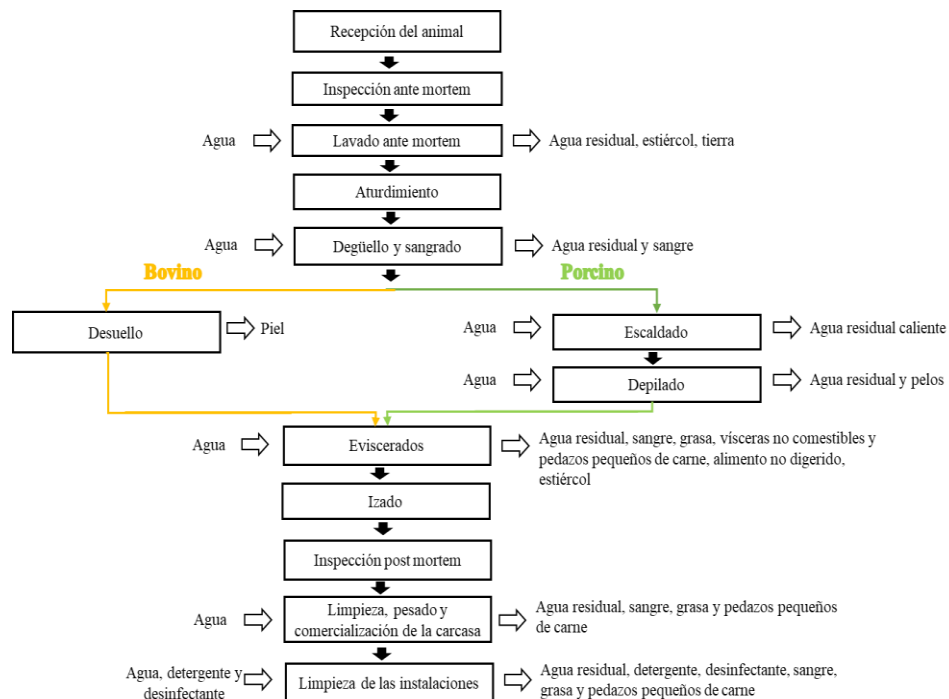 Recepción del animal
Inspección ante mortem
Agua
Lavado ante mortem
Agua residual, estiércol, tierra
Aturdimiento
Agua
Degüello y sangrado
Agua residual y sangre
Bovino
Porcino
Desuello
Piel
Agua
Escaldado
Agua residual caliente
Agua
Depilado
Agua residual y pelos
Agua
Eviscerados
Agua residual, sangre, grasa, vísceras no comestibles y
pedazos pequeños de carne, alimento no digerido,
estiércol
Izado
Inspección post mortem
Agua
Limpieza, pesado y
comercialización de la carcasa
Agua residual, sangre, grasa y pedazos pequeños
de carne
Agua, detergente y
desinfectante
Limpieza de las instalaciones
Agua residual, detergente, desinfectante, sangre,
grasa y pedazos pequeños de carne